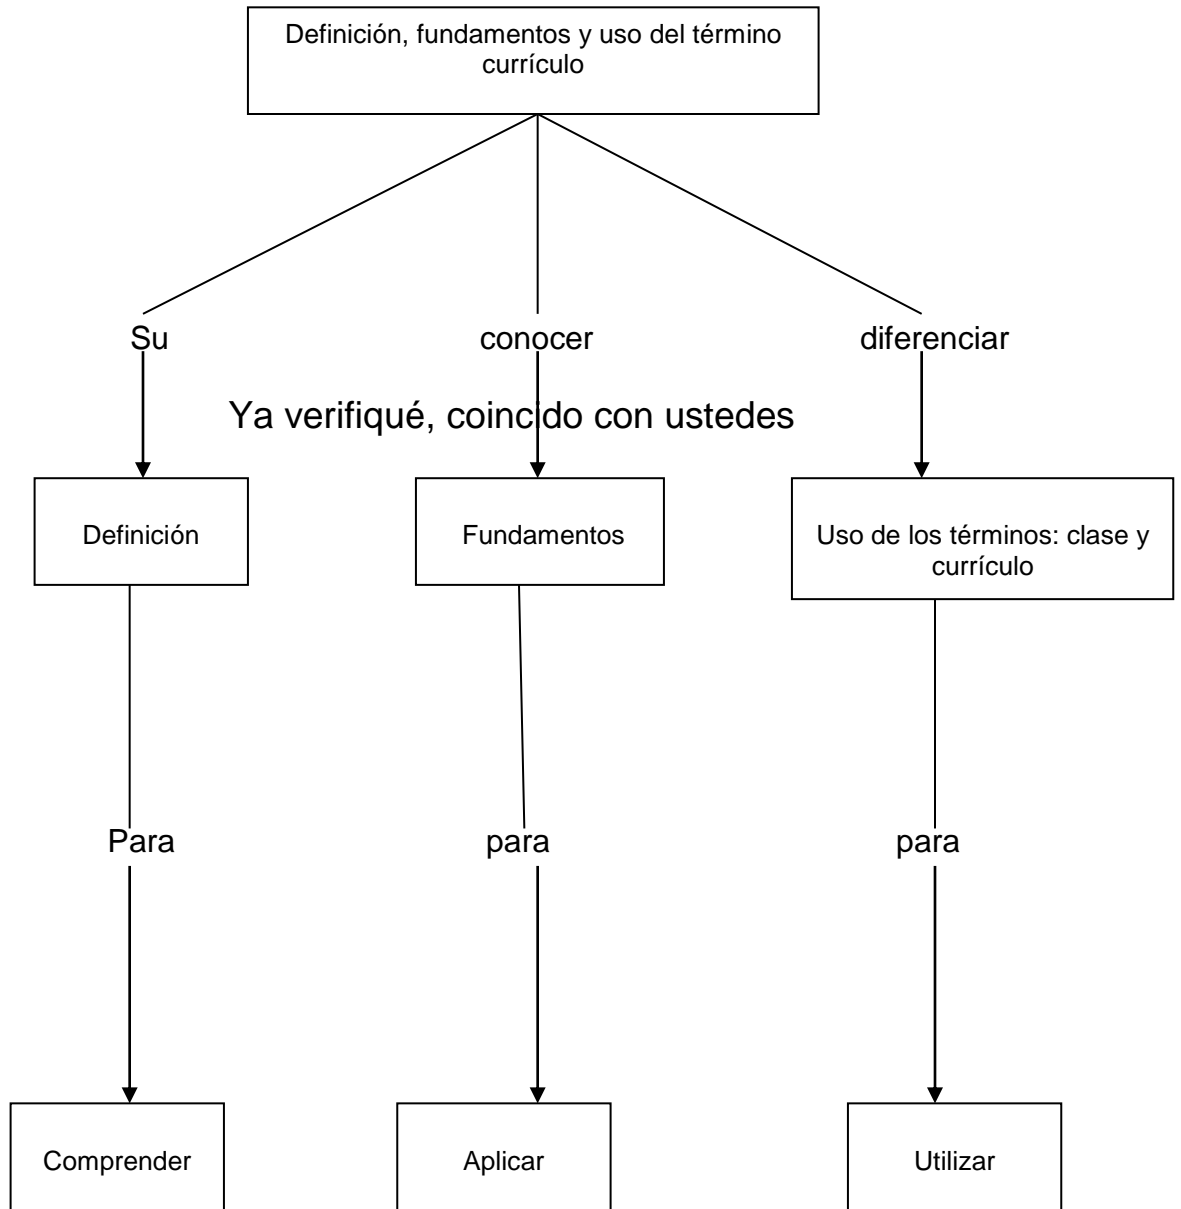 Definición, fundamentos y uso del término
currículo
Su
conocer
diferenciar
Ya verifiqué, coincido con ustedes
Definición
Fundamentos
Uso de los términos: clase y
currículo
Para
para
para
Comprender
Aplicar
Utilizar